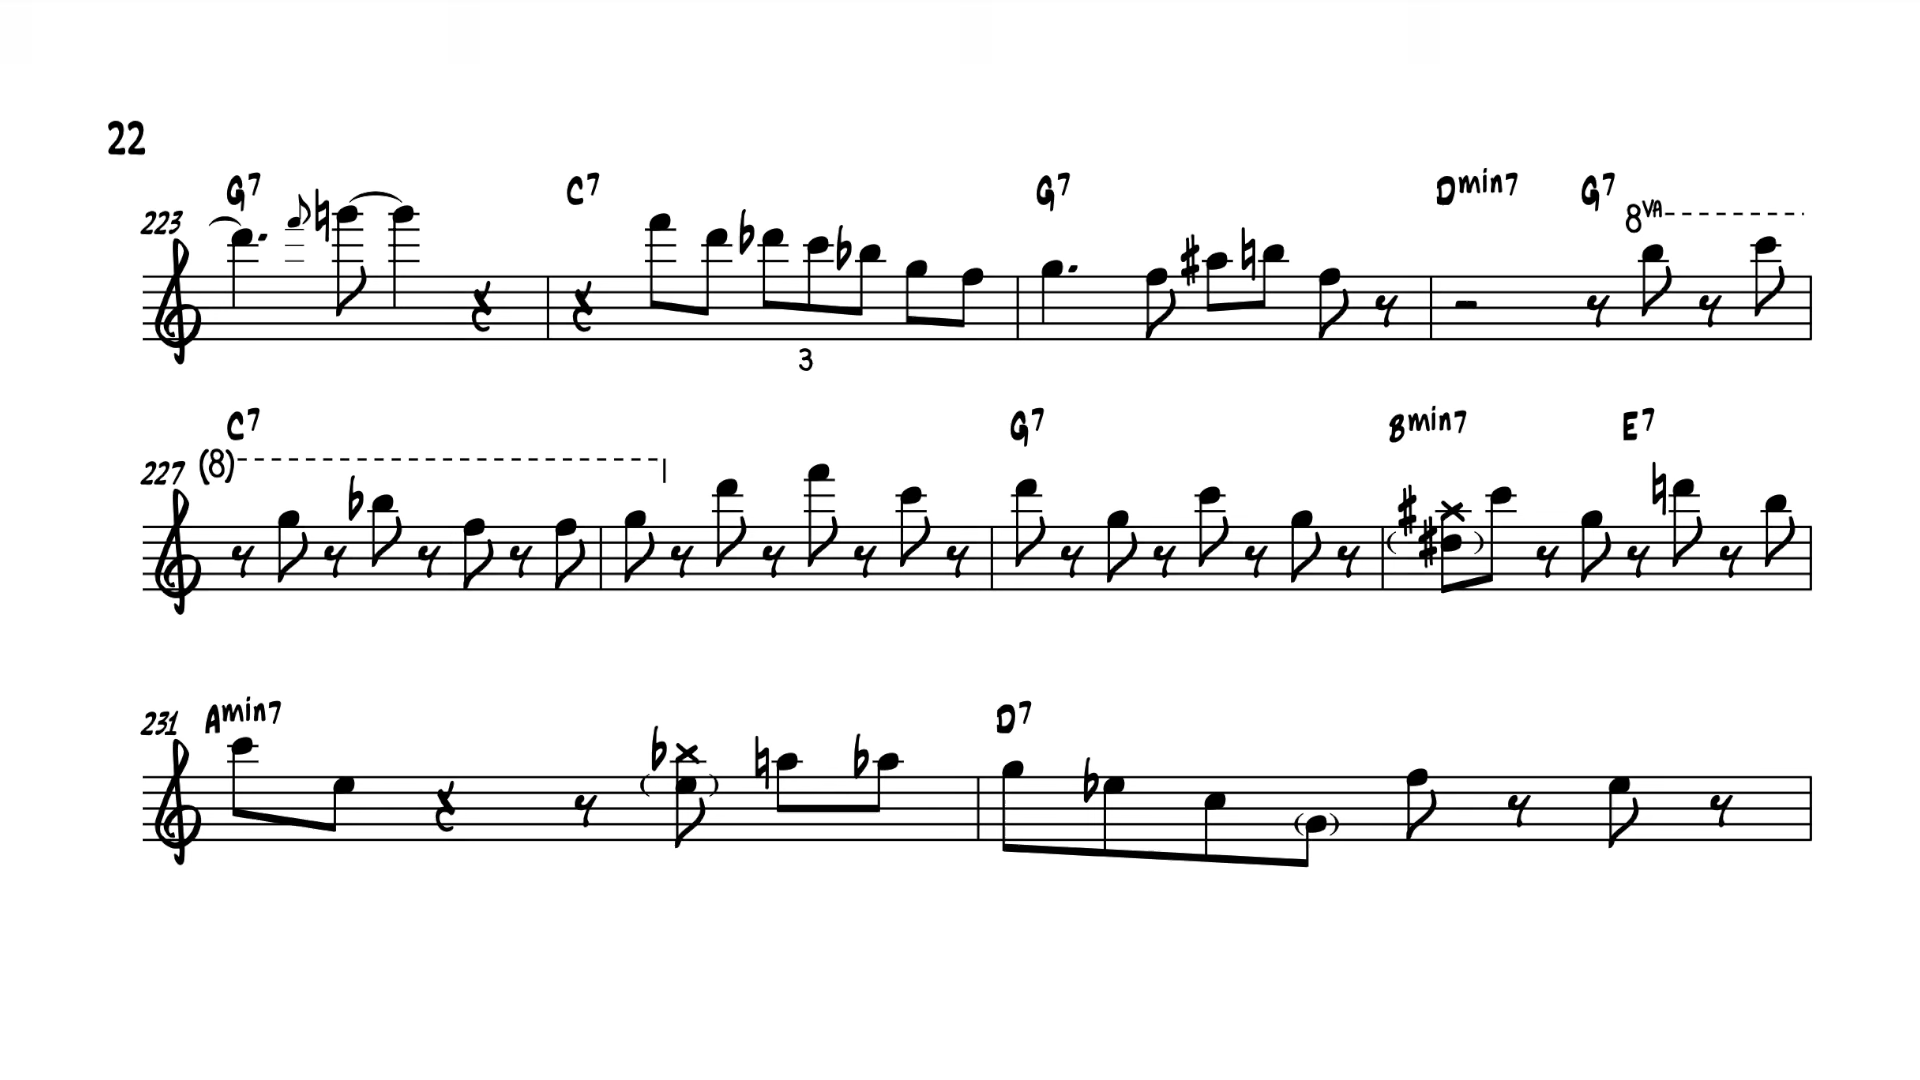 22
G7 C7 G7 Dmin7 G7
223 8VA
3
C7 G7 Bmin7 E7
227 (8)
Amin7 D7
231